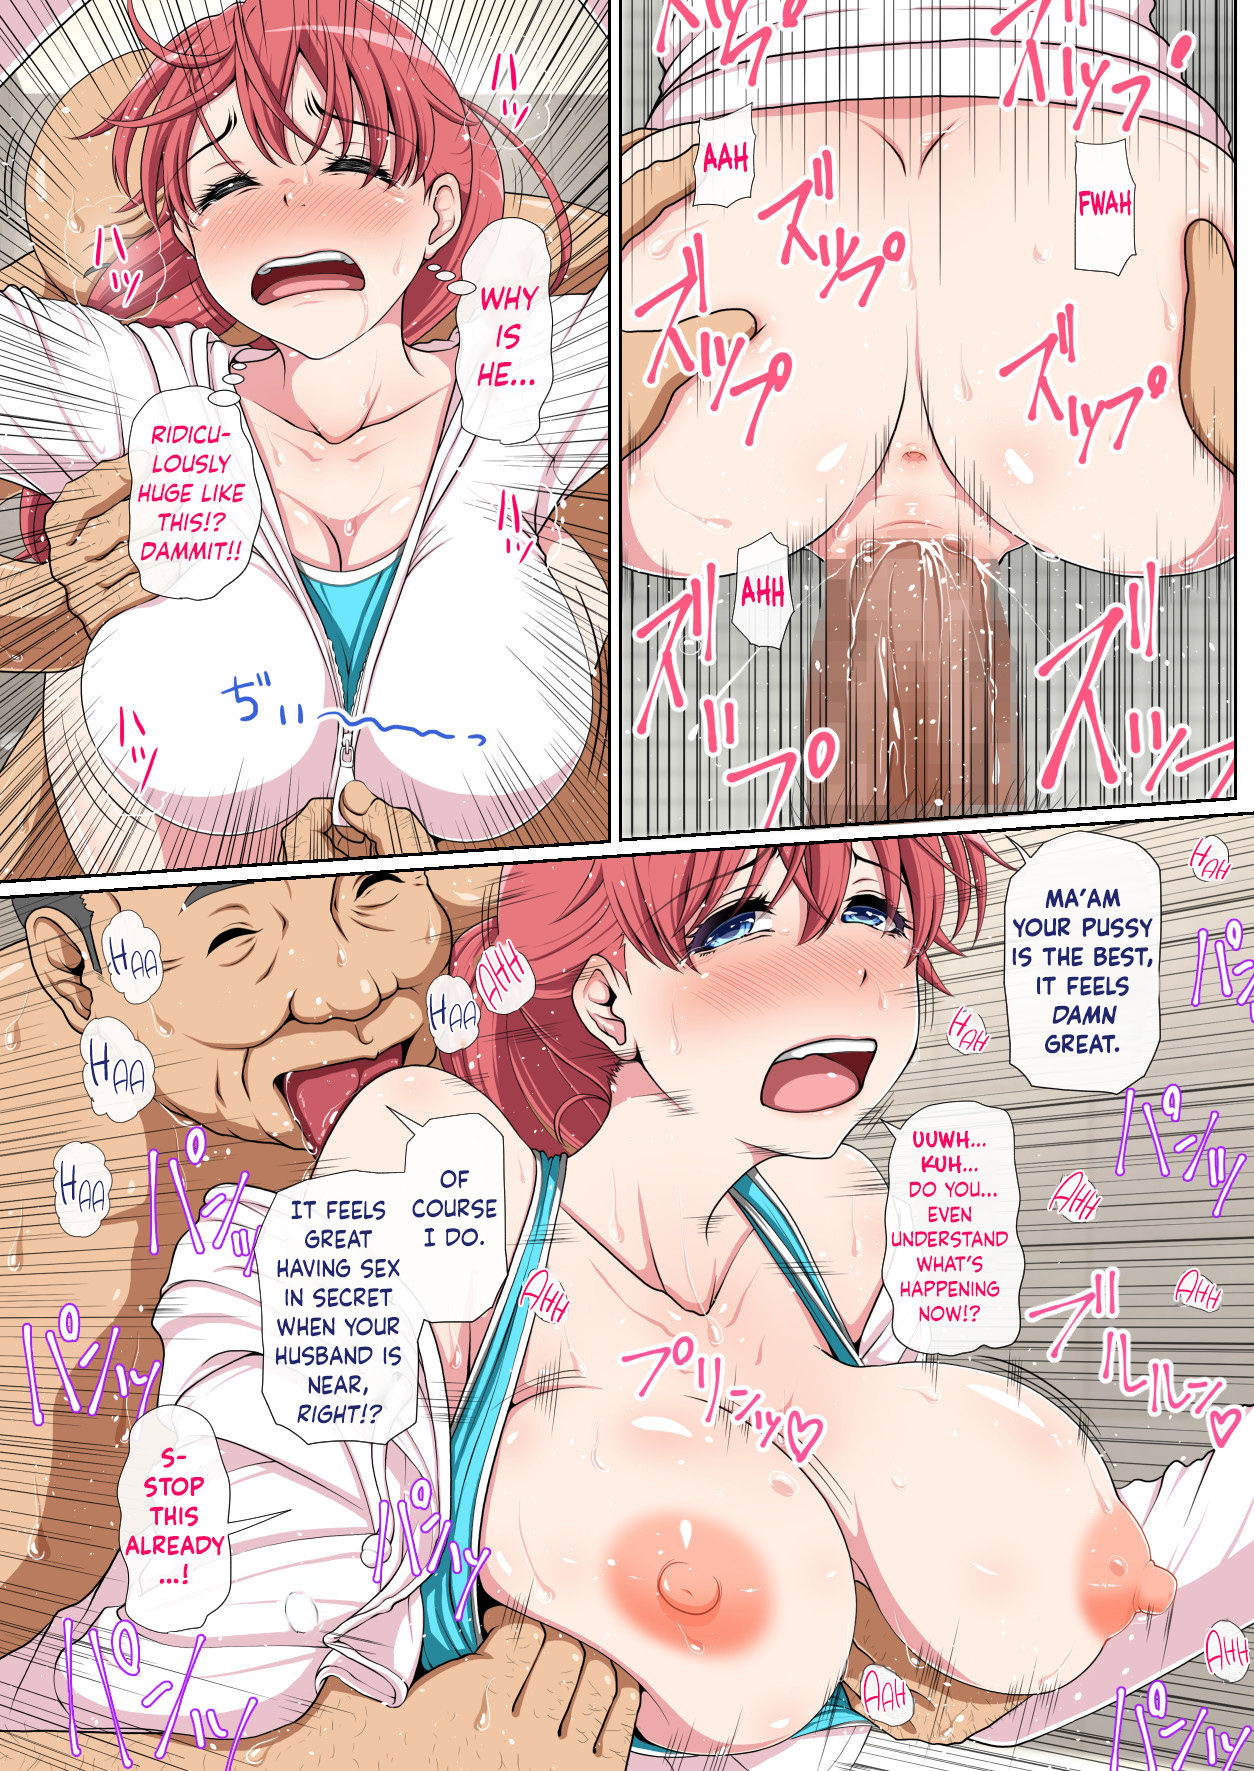 ハッ
ハッ
WHY
IS
HE...
RIDICU-
LOUSLY
HUGE LIKE
THIS!?
DAMMIT!!
ハッ
ハッ
ぢ
ズップ
AAH
FWAH
ズップ
ズップ
ズップ
ズップ
AHH
ズップ
ズップ
MA'AM
YOUR PUSSY
IS THE BEST,
IT FEELS
DAMN
GREAT.
HAH
HAA
HAA
AHH
HAH
HAA
HAA
パンッ
パンッ
UUWH...
KUH...
DO YOU...
EVEN
UNDERSTAND
WHAT'S
HAPPENING
NOW!?
OF
COURSE
I DO.
IT FEELS
GREAT
HAVING SEX
IN SECRET
WHEN YOUR
HUSBAND IS
NEAR,
RIGHT!?
AHH
AHH
AHH
パンッ
パンッ
プリンッ♡
ブルルン♡
S-
STOP
THIS
ALREADY
...!
パンッ
パンッ
AAH
AHH
パンッ